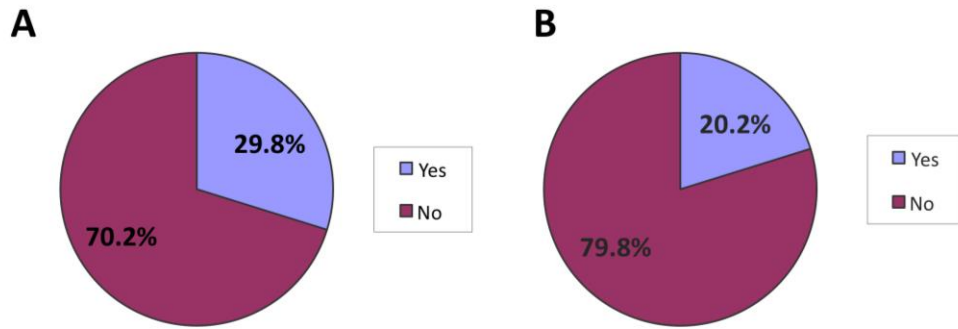 A
29.8%
70.2%
Yes
No
B
20.2%
79.8%
Yes
No